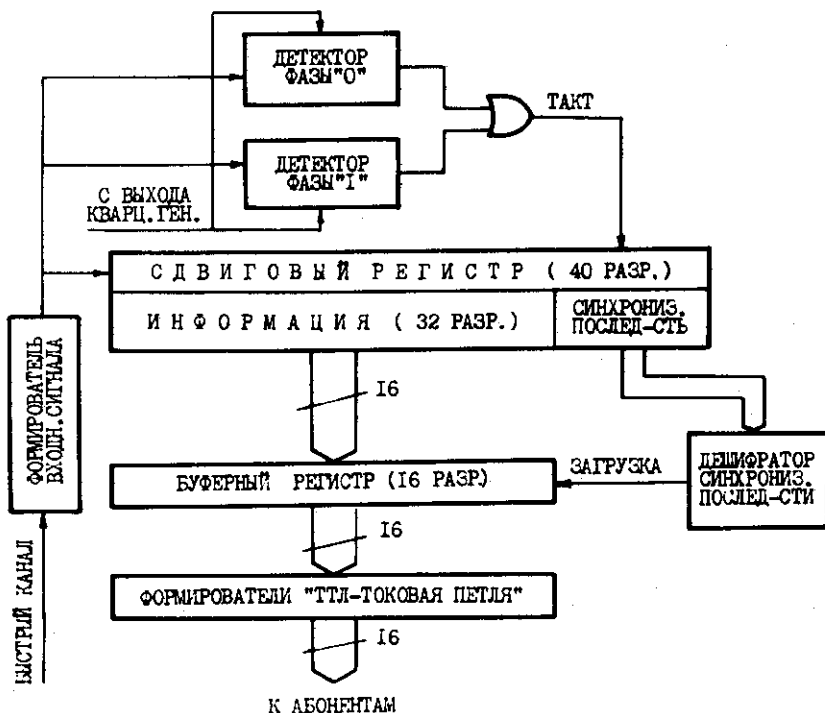 ДЕТЕКТОР
ФАЗЫ"О"
ТАКТ
ДЕТЕКТОР
ФАЗЫ"I"
С ВЫХОДА
КВАРЦ.ГЕН.
СДВИГОВЫЙ РЕГИСТР ( 40 РАЗР.)
ИНФОРМАЦИЯ ( 32 РАЗР.)
СИНХРОНИЗ.
ПОСЛЕД-СТЬ
ФОРМИРОВАТЕЛЬ
ВХОДН.СИГНАЛА
I6
БУФЕРНЫЙ РЕГИСТР (I6 РАЗР.)
ЗАГРУЗКА
ДЕШИФРАТОР
СИНХРОНИЗ.
ПОСЛЕД-СТИ
I6
БЫСТРЫЙ КАНАЛ
ФОРМИРОВАТЕЛИ "ТТЛ-ТОКОВАЯ ПЕТЛЯ"
I6
К АБОНЕНТАМ